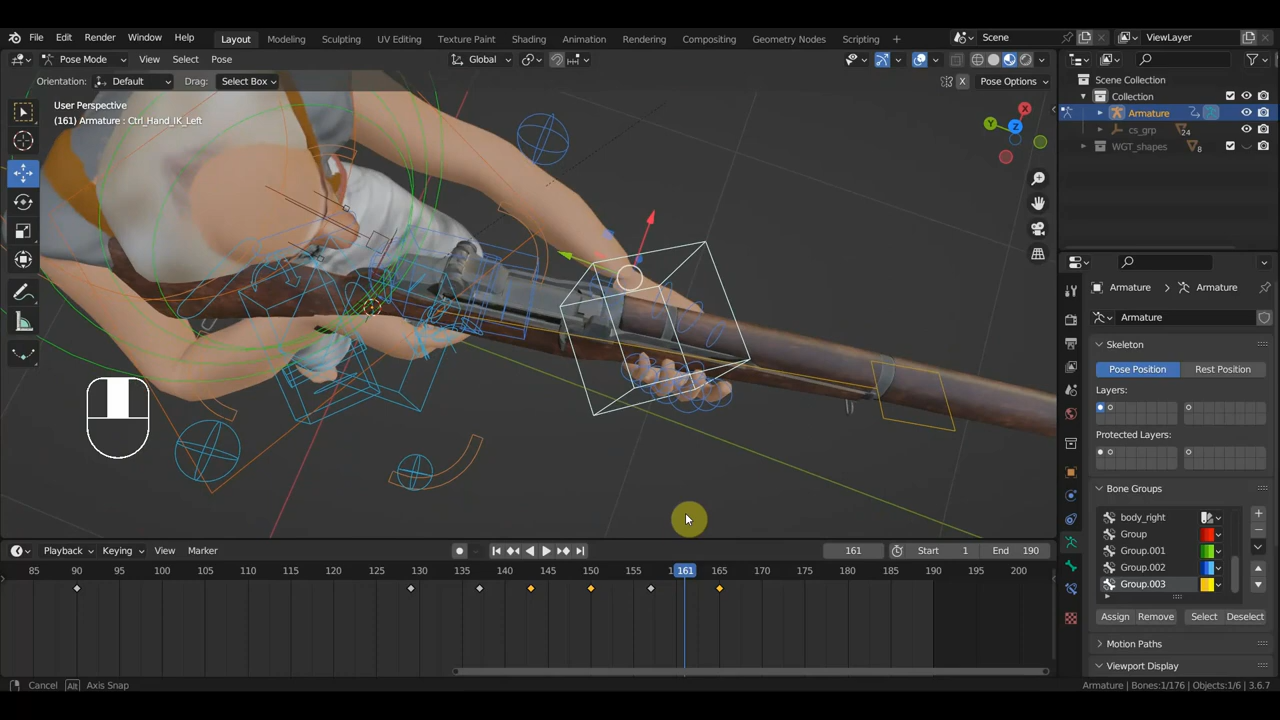 File Edit Render Window Help Layout Modeling Sculpting UV Editing Texture Paint Shading Animation Rendering Compositing Geometry Nodes Scripting + Scene ViewLayer
Pose Mode View Select Pose Global
Orientation: Default Drag: Select Box X Pose Options
User Perspective
(161) Armature : Ctrl_Hand_IK_Left
X
Y
Z
Scene Collection
Collection
Armature
cs_grp 24
WGT_shapes 8
Armature > Armature
Armature
Skeleton
Pose Position Rest Position
Layers:
Protected Layers:
Bone Groups
body_right
Group
Group.001
Group.002
Group.003
Assign Remove Select Deselect
Motion Paths
Viewport Display
Playback Keying View Marker 161 Start 1 End 190
85 90 95 100 105 110 115 120 125 130 135 140 145 150 155 161 165 170 175 180 185 190 195 200
Cancel Alt Axis Snap Armature | Bones:1/176 | Objects:1/6 | 3.6.7